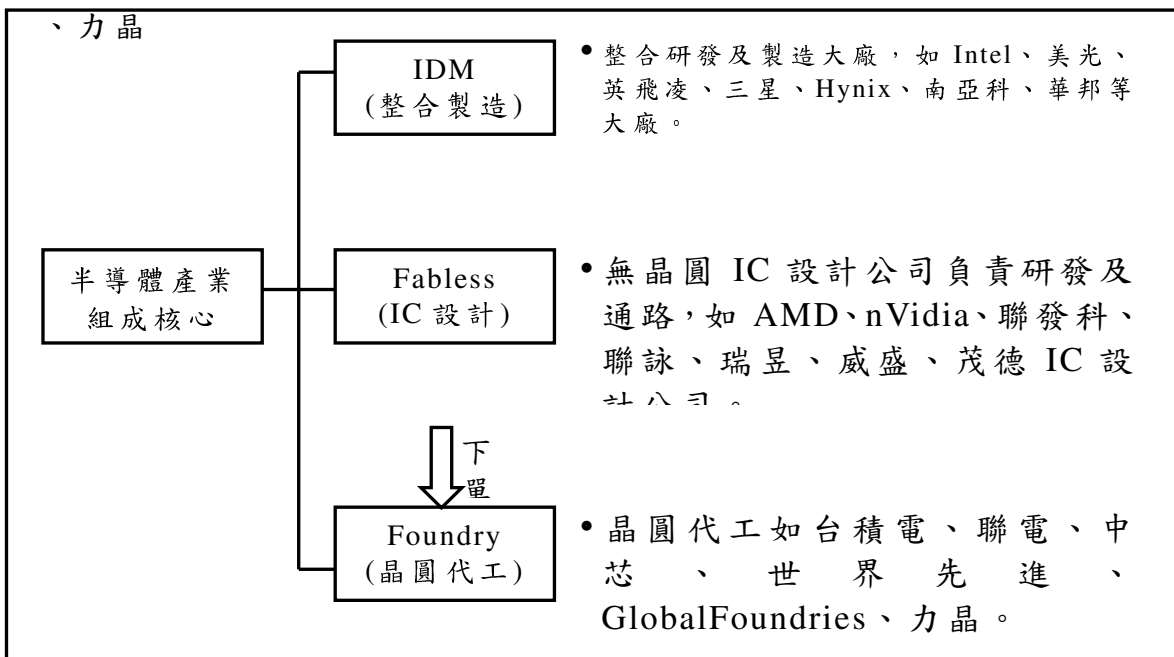 、力晶
IDM
(整合製造)
• 整合研發及製造大廠，如 Intel、美光、
英飛凌、三星、Hynix、南亞科、華邦等
大廠。
半導體產業
組成核心
Fabless
(IC 設計)
• 無晶圓 IC 設計公司負責研發及
通路，如 AMD、nVidia、聯發科、
聯詠、瑞昱、威盛、茂德 IC 設
計公司。
下
單
Foundry
(晶圓代工)
• 晶圓代工如台積電、聯電、中
芯、世界先進、
GlobalFoundries、力晶。